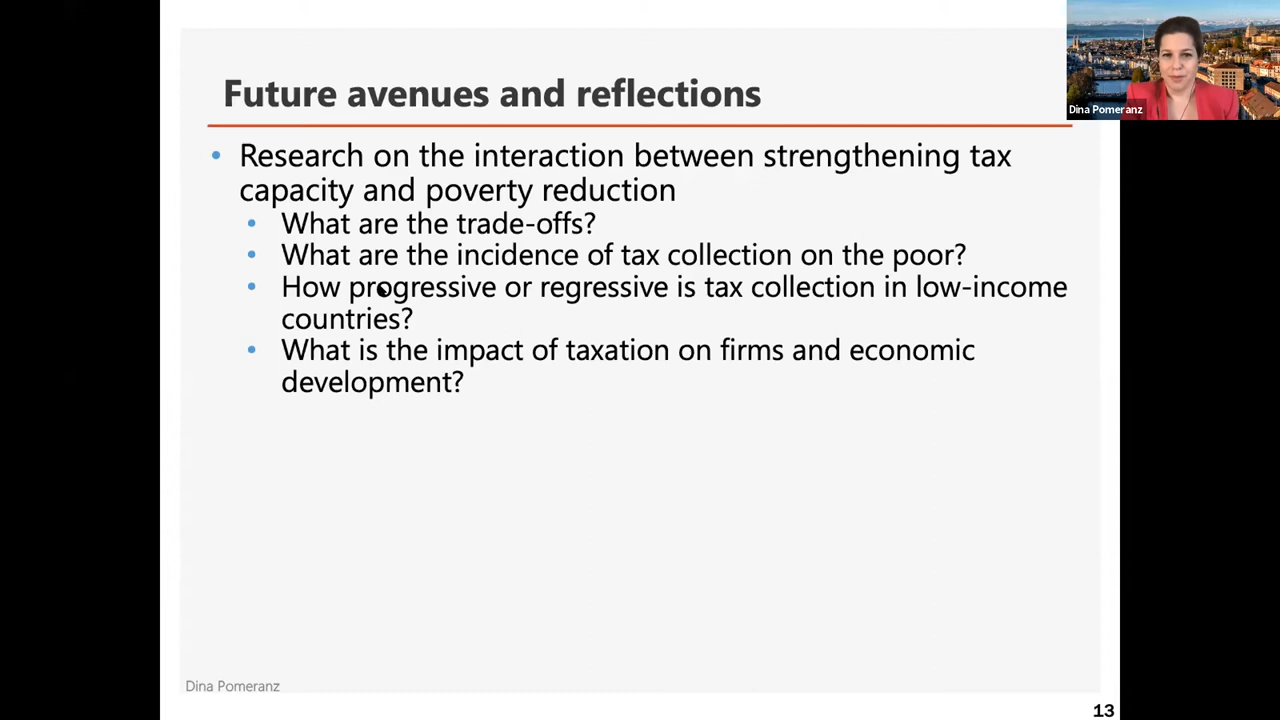 Future avenues and reflections
Dina Pomeranz
• Research on the interaction between strengthening tax
capacity and poverty reduction
• What are the trade-offs?
• What are the incidence of tax collection on the poor?
• How progressive or regressive is tax collection in low-income
countries?
• What is the impact of taxation on firms and economic
development?
Dina Pomeranz
13